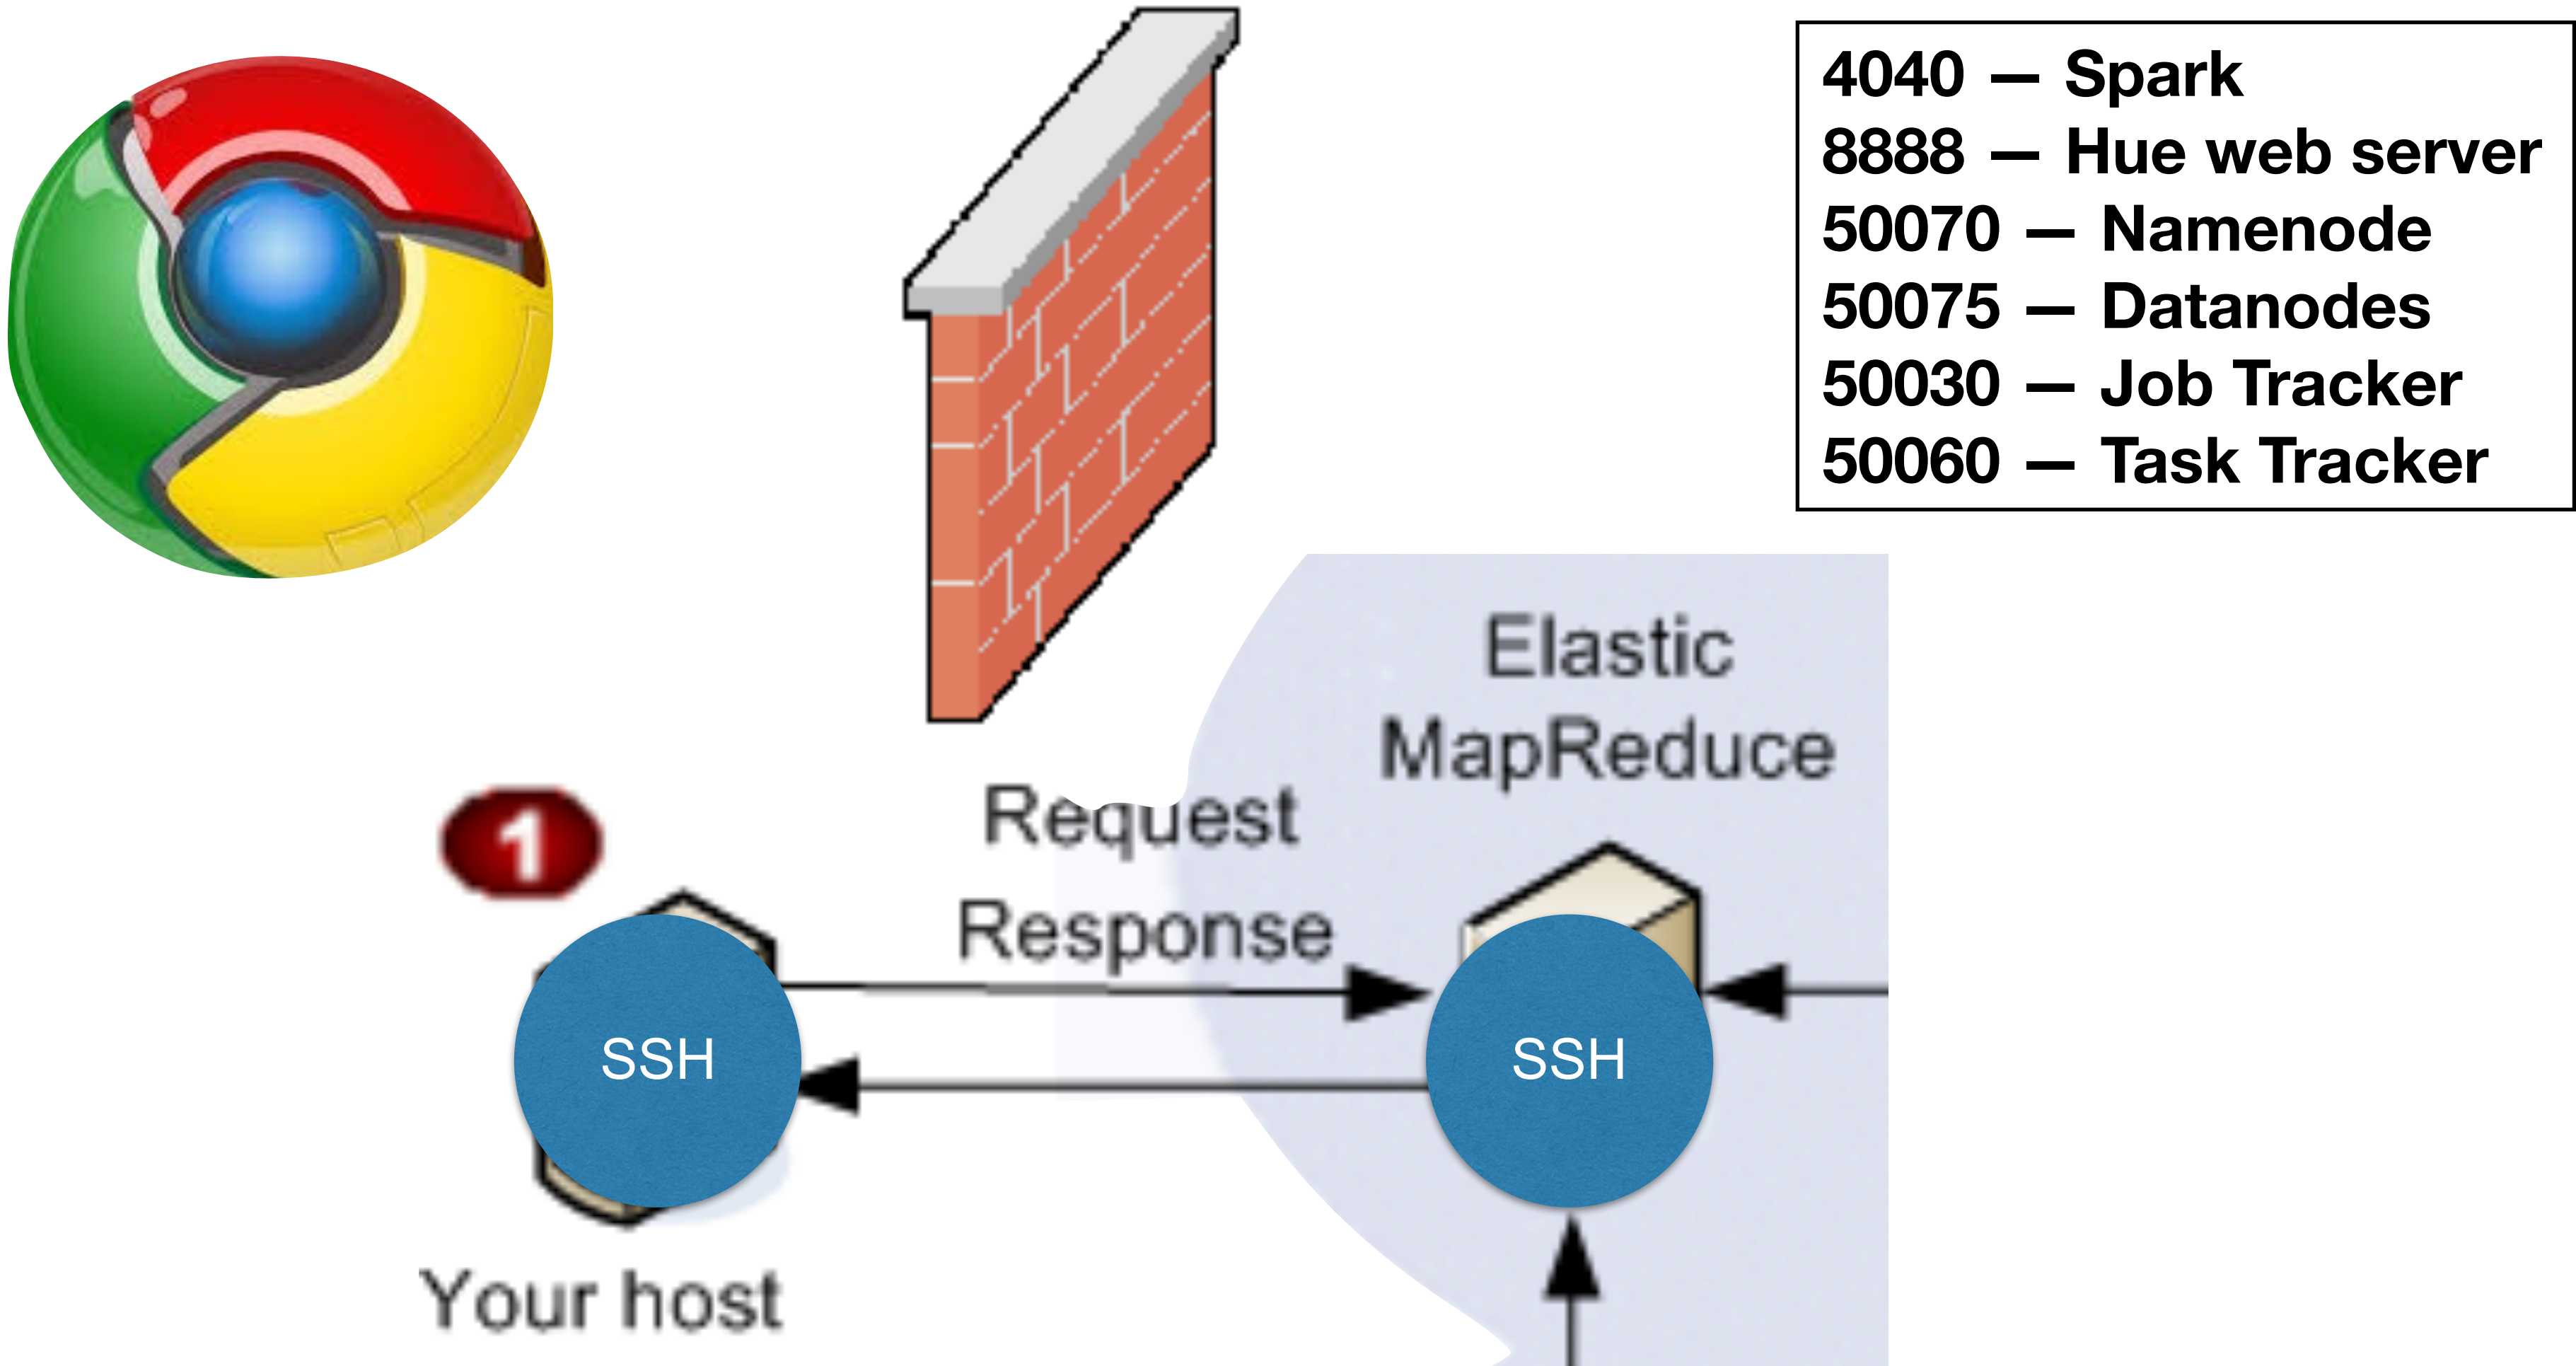 4040 — Spark
8888 — Hue web server
50070 — Namenode
50075 — Datanodes
50030 — Job Tracker
50060 — Task Tracker
Elastic
MapReduce
1
Request
Response
SSH
SSH
Your host